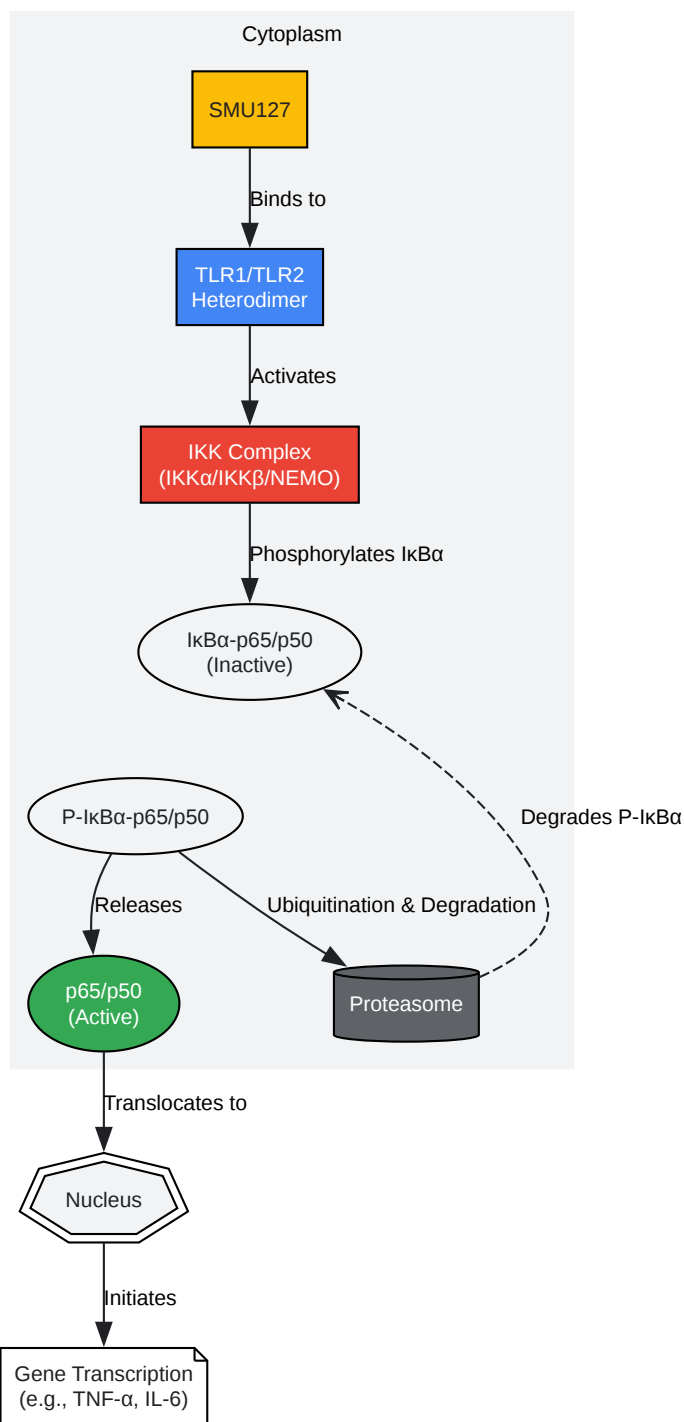 Cytoplasm
SMU127
Binds to
TLR1/TLR2
Heterodimer
Activates
IKK Complex
(IKKα/IKKβ/NEMO)
Phosphorylates IκBα
IκBα-p65/p50
(Inactive)
P-IκBα-p65/p50
Degrades P-IκBα
Releases
Ubiquitination & Degradation
p65/p50
(Active)
Proteasome
Translocates to
Nucleus
Initiates
Gene Transcription
(e.g., TNF-α, IL-6)